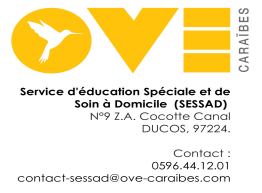 OVE
CARAÏBES
Service d'éducation Spéciale et de
Soin à Domicile (SESSAD)
N°9 Z.A. Cocotte Canal
DUCOS, 97224.
Contact :
0596.44.12.01
contact-sessad@ove-caraibes.com